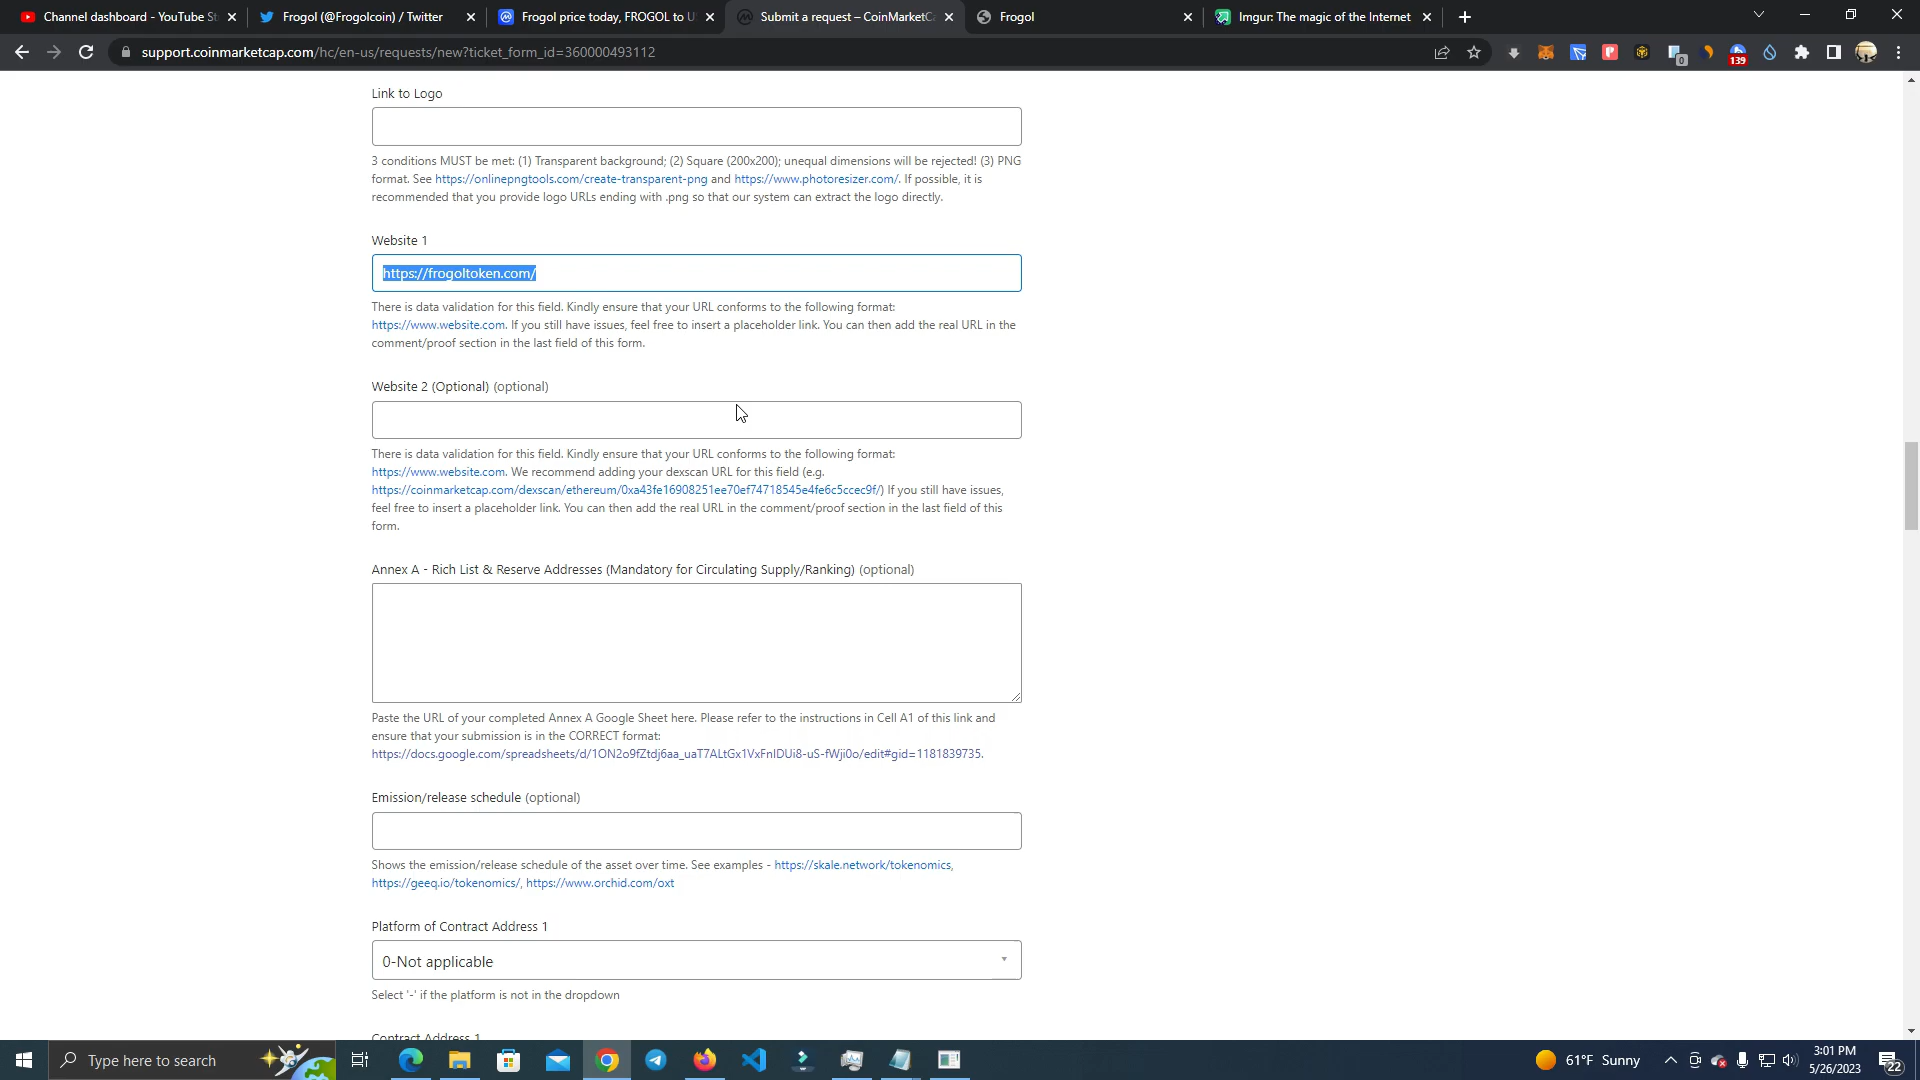 Channel dashboard - YouTube St
Frogol (@Frogolcoin) / Twitter
Frogol price today, FROGOL to U
Submit a request – CoinMarketCa
Frogol
Imgur: The magic of the Internet
support.coinmarketcap.com/hc/en-us/requests/new?ticket_form_id=360000493112
0
139
Link to Logo
3 conditions MUST be met: (1) Transparent background; (2) Square (200x200); unequal dimensions will be rejected! (3) PNG
format. See https://onlinepngtools.com/create-transparent-png and https://www.photoresizer.com/. If possible, it is
recommended that you provide logo URLs ending with .png so that our system can extract the logo directly.
Website 1
https://frogoltoken.com/
There is data validation for this field. Kindly ensure that your URL conforms to the following format:
https://www.website.com. If you still have issues, feel free to insert a placeholder link. You can then add the real URL in the
comment/proof section in the last field of this form.
Website 2 (Optional) (optional)
There is data validation for this field. Kindly ensure that your URL conforms to the following format:
https://www.website.com. We recommend adding your dexscan URL for this field (e.g.
https://coinmarketcap.com/dexscan/ethereum/0xa43fe16908251ee70ef74718545e4fe6c5ccec9f/) If you still have issues,
feel free to insert a placeholder link. You can then add the real URL in the comment/proof section in the last field of this
form.
Annex A - Rich List & Reserve Addresses (Mandatory for Circulating Supply/Ranking) (optional)
Paste the URL of your completed Annex A Google Sheet here. Please refer to the instructions in Cell A1 of this link and
ensure that your submission is in the CORRECT format:
https://docs.google.com/spreadsheets/d/1ON2o9fZtdj6aa_uaT7ALtGx1VxFnIDUi8-uS-fWji0o/edit#gid=1181839735.
Emission/release schedule (optional)
Shows the emission/release schedule of the asset over time. See examples - https://skale.network/tokenomics,
https://geeq.io/tokenomics/, https://www.orchid.com/oxt
Platform of Contract Address 1
0-Not applicable
Select '-' if the platform is not in the dropdown
Contract Address 1
Type here to search
61°F Sunny
3:01 PM
5/26/2023
22